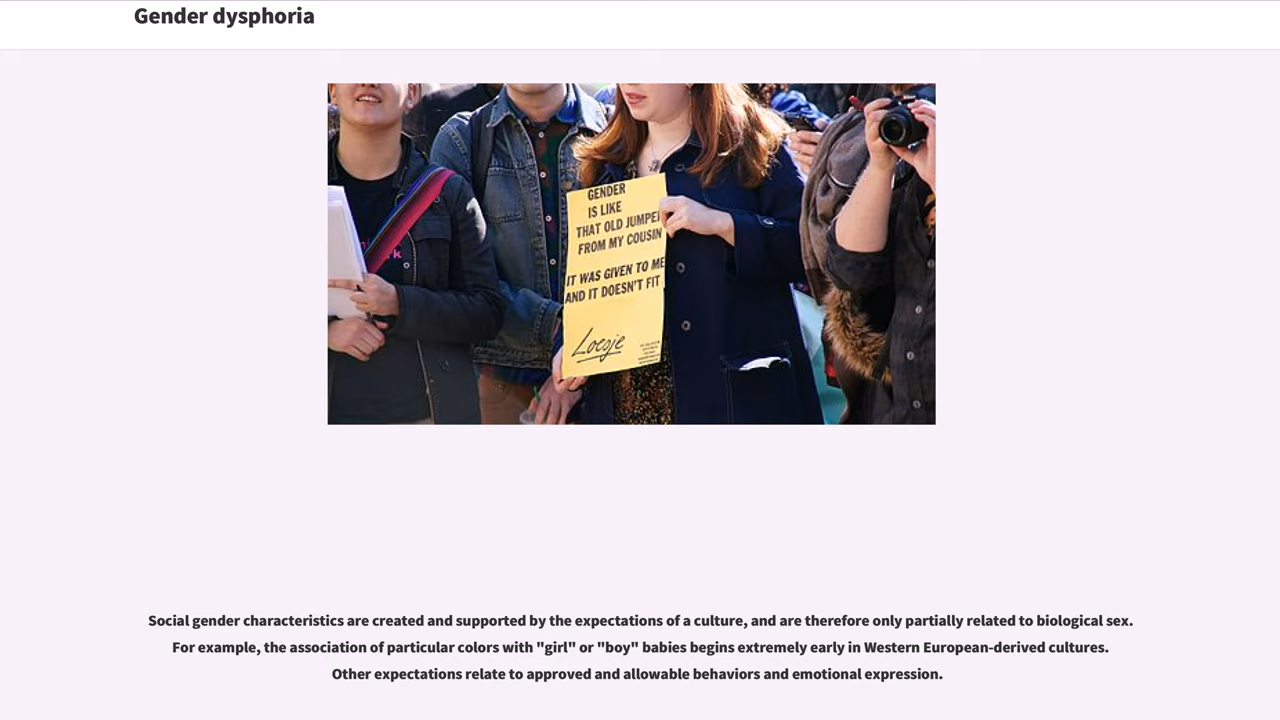 Gender dysphoria
GENDER
IS LIKE
THAT OLD JUMPER
FROM MY COUSIN
IT WAS GIVEN TO ME
AND IT DOESN'T FIT
Loesje
Social gender characteristics are created and supported by the expectations of a culture, and are therefore only partially related to biological sex.
For example, the association of particular colors with "girl" or "boy" babies begins extremely early in Western European-derived cultures.
Other expectations relate to approved and allowable behaviors and emotional expression.